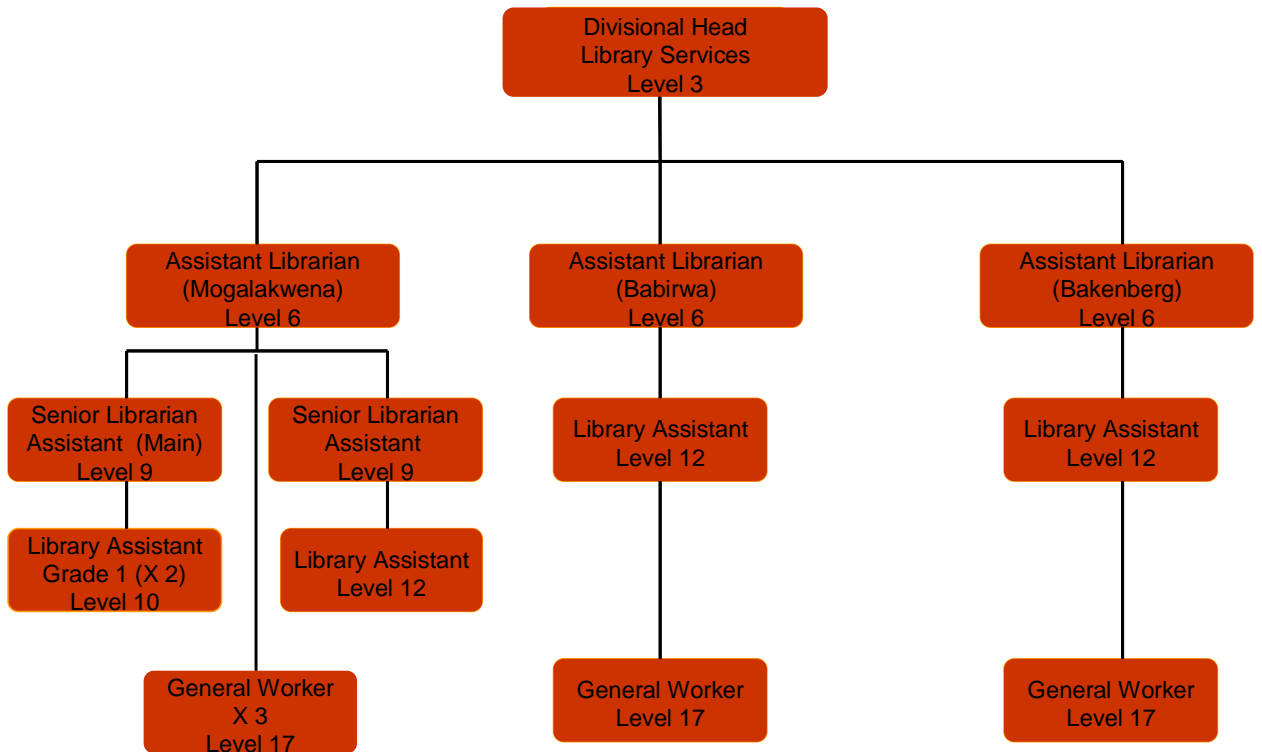 Divisional Head
Library Services
Level 3
Assistant Librarian
(Mogalakwena)
Level 6
Assistant Librarian
(Babirwa)
Level 6
Assistant Librarian
(Bakenberg)
Level 6
Senior Librarian
Assistant (Main)
Level 9
Senior Librarian
Assistant
Level 9
Library Assistant
Level 12
Library Assistant
Level 12
Library Assistant
Grade 1 (X 2)
Level 10
Library Assistant
Level 12
General Worker
X 3
Level 17
General Worker
Level 17
General Worker
Level 17